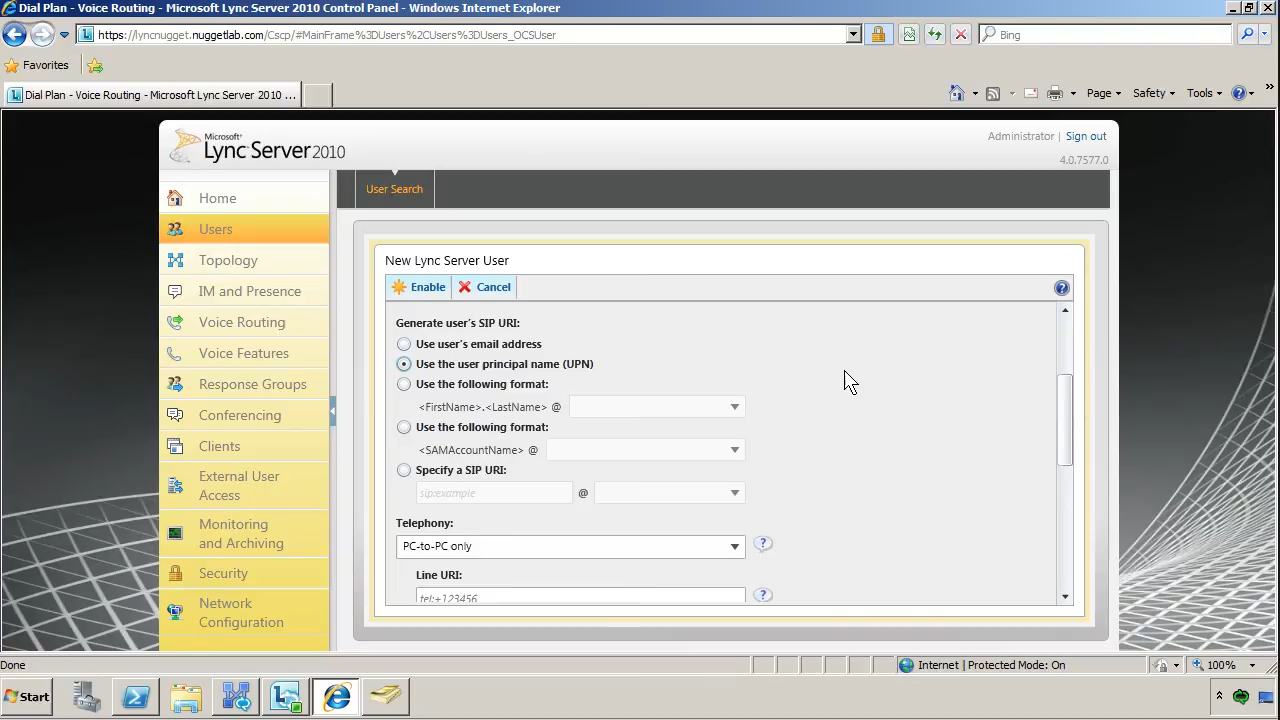 Dial Plan - Voice Routing - Microsoft Lync Server 2010 Control Panel - Windows Internet Explorer
https://lyncnugget.nuggetlab.com/Cscp/#MainFrame%3DUsers%2CUsers%3DUsers_OCSUser
Bing
Favorites
Dial Plan - Voice Routing - Microsoft Lync Server 2010 ...
Page
Safety
Tools
Microsoft
Lync Server 2010
Administrator | Sign out
4.0.7577.0
Home
Users
Topology
IM and Presence
Voice Routing
Voice Features
Response Groups
Conferencing
Clients
External User
Access
Monitoring
and Archiving
Security
Network
Configuration
User Search
New Lync Server User
Enable
Cancel
Generate user's SIP URI:
Use user's email address
Use the user principal name (UPN)
Use the following format:
<FirstName>.<LastName> @
Use the following format:
<SAMAccountName> @
Specify a SIP URI:
sip:example @
Telephony:
PC-to-PC only
Line URI:
tel:+123456
Done
Internet | Protected Mode: On
100%
Start